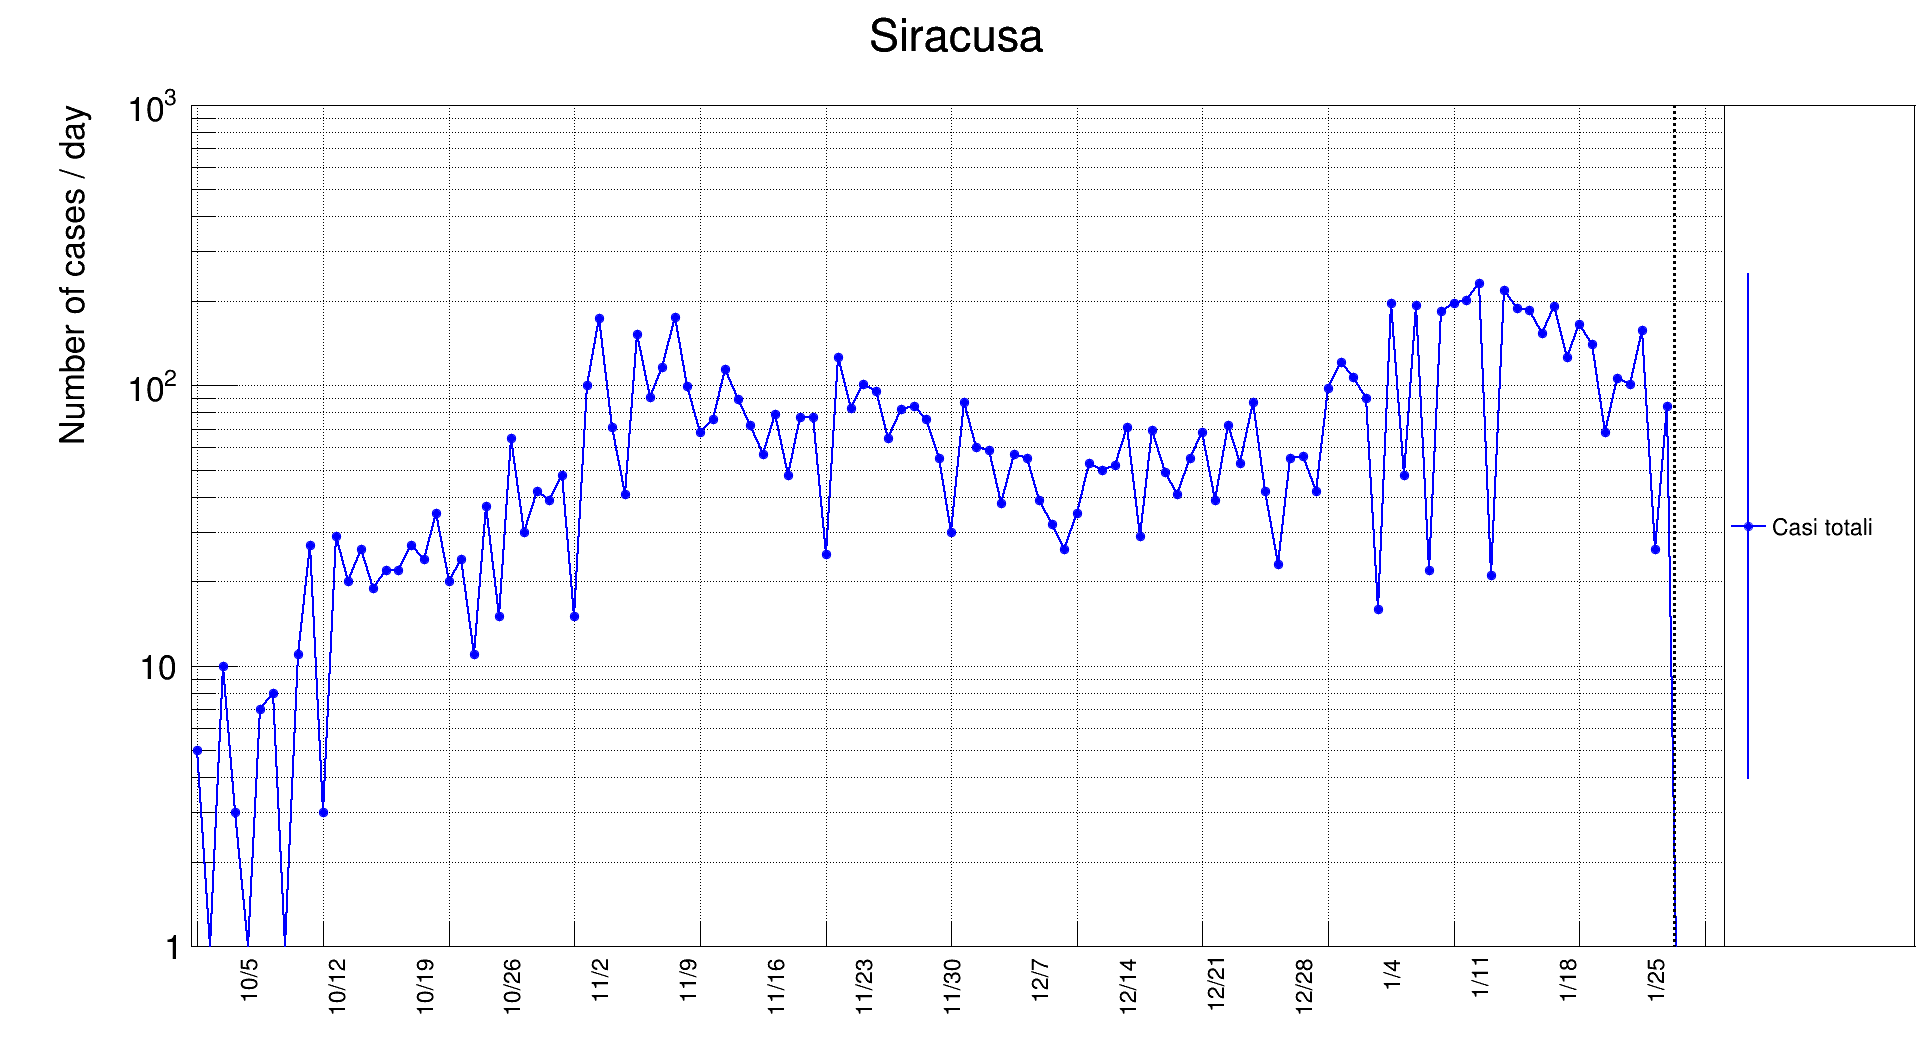 Siracusa
Number of cases / day
10³
10²
10
1
10/5 10/12 10/19 10/26 11/2 11/9 11/16 11/23 11/30 12/7 12/14 12/21 12/28 1/4 1/11 1/18 1/25
Casi totali